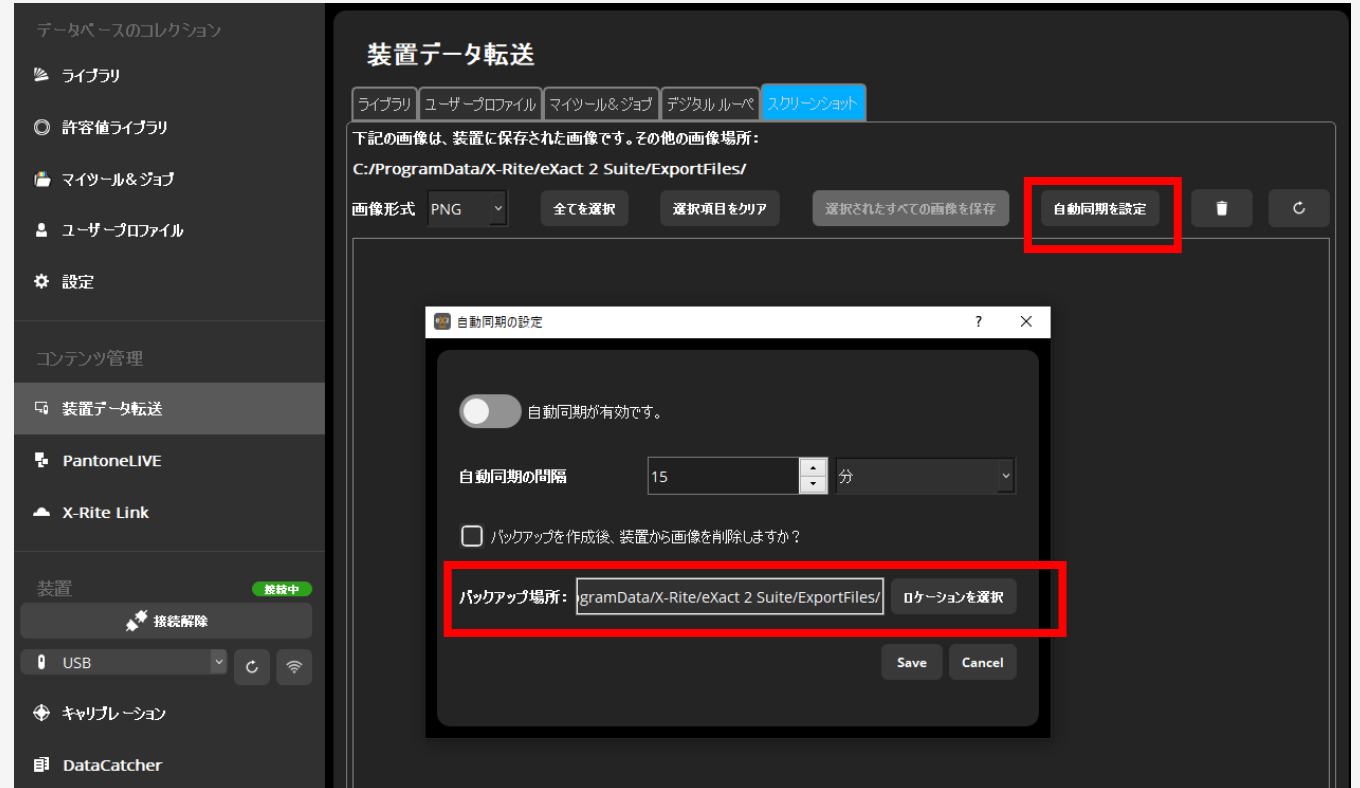 データベースのコレクション
ライブラリ
許容値ライブラリ
マイツール&ジョブ
ユーザープロファイル
設定
コンテンツ管理
装置データ転送
PantoneLIVE
X-Rite Link
装置 接続中
接続解除
USB
キャリブレーション
DataCatcher
装置データ転送
ライブラリ ユーザープロファイル マイツール&ジョブ デジタル ルーペ スクリーンショット
下記の画像は、装置に保存された画像です。その他の画像場所:
C:/ProgramData/X-Rite/eXact 2 Suite/ExportFiles/
画像形式 PNG 全てを選択 選択項目をクリア 選択されたすべての画像を保存 自動同期を設定
自動同期の設定 ?
自動同期が有効です。
自動同期の間隔 15 分
バックアップを作成後、装置から画像を削除しますか?
バックアップ場所: ogramData/X-Rite/eXact 2 Suite/ExportFiles/ ロケーションを選択
Save Cancel